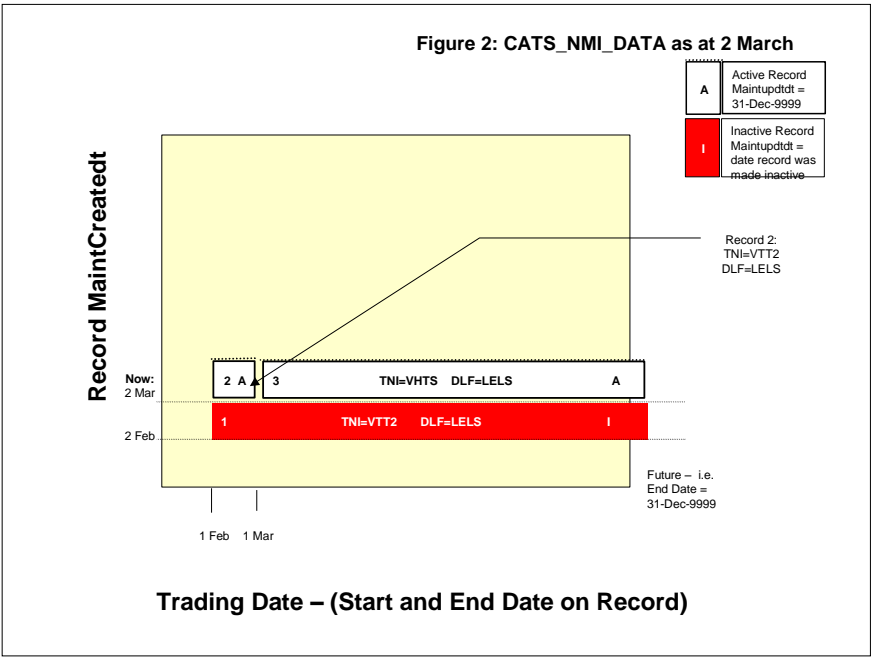 Figure 2: CATS_NMI_DATA as at 2 March
A
Active Record
Maintupdtdt =
31-Dec-9999
I
Inactive Record
Maintupdtdt =
date record was
made inactive
Record MaintCreatedt
Record 2:
TNI=VTT2
DLF=LELS
Now:
2 Mar
2 A
3 TNI=VHTS DLF=LELS A
1 TNI=VTT2 DLF=LELS I
2 Feb
Future – i.e.
End Date =
31-Dec-9999
1 Feb 1 Mar
Trading Date – (Start and End Date on Record)